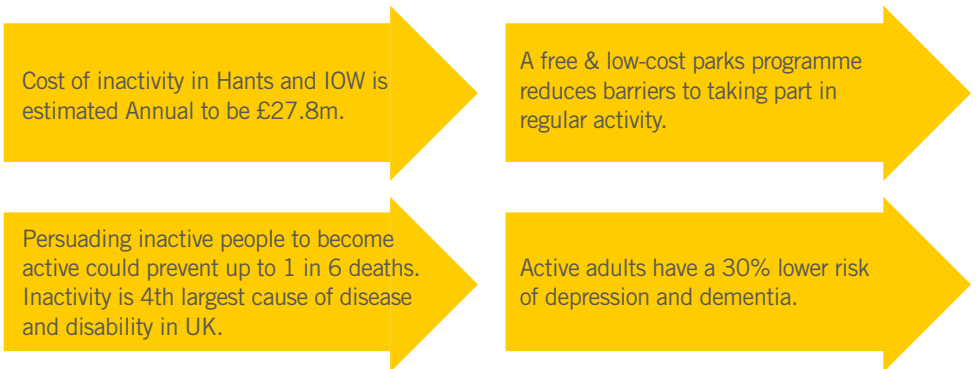 Cost of inactivity in Hants and IOW is
estimated Annual to be £27.8m.
A free & low-cost parks programme
reduces barriers to taking part in
regular activity.
Persuading inactive people to become
active could prevent up to 1 in 6 deaths.
Inactivity is 4th largest cause of disease
and disability in UK.
Active adults have a 30% lower risk
of depression and dementia.